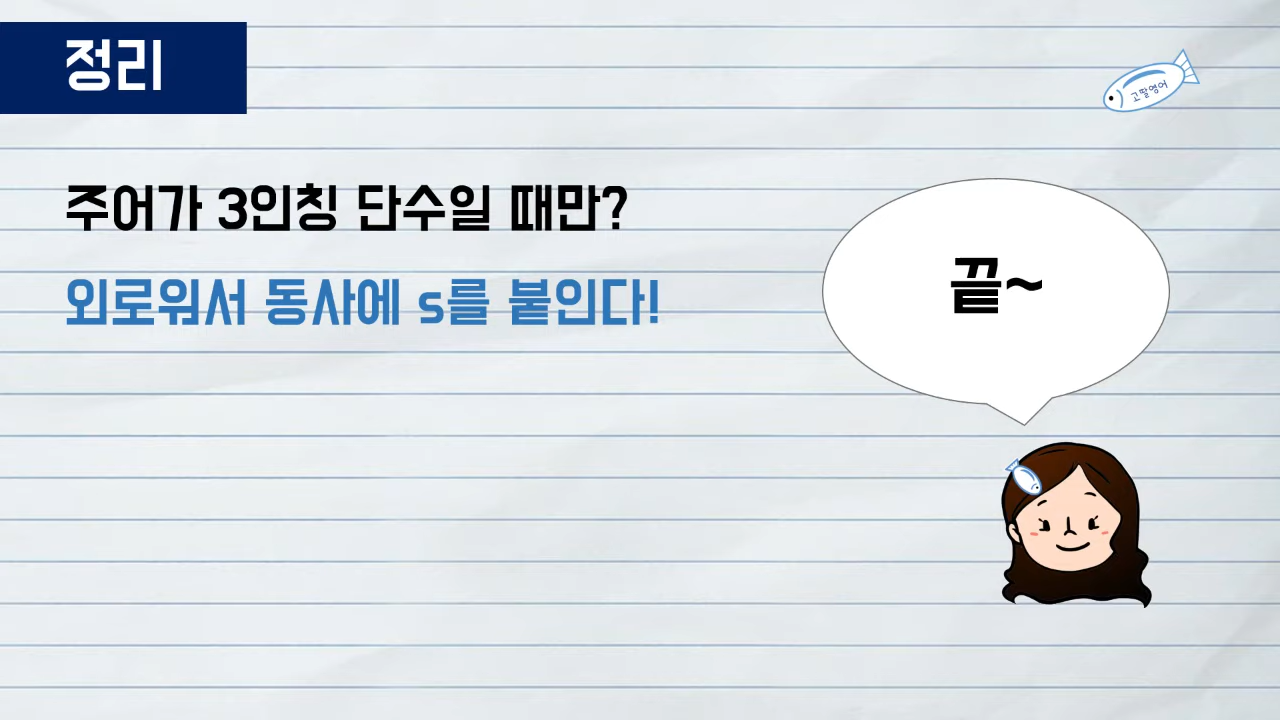 정리
고팔영어
주어가 3인칭 단수일 때만?
외로워서 동사에 s를 붙인다!
끝~